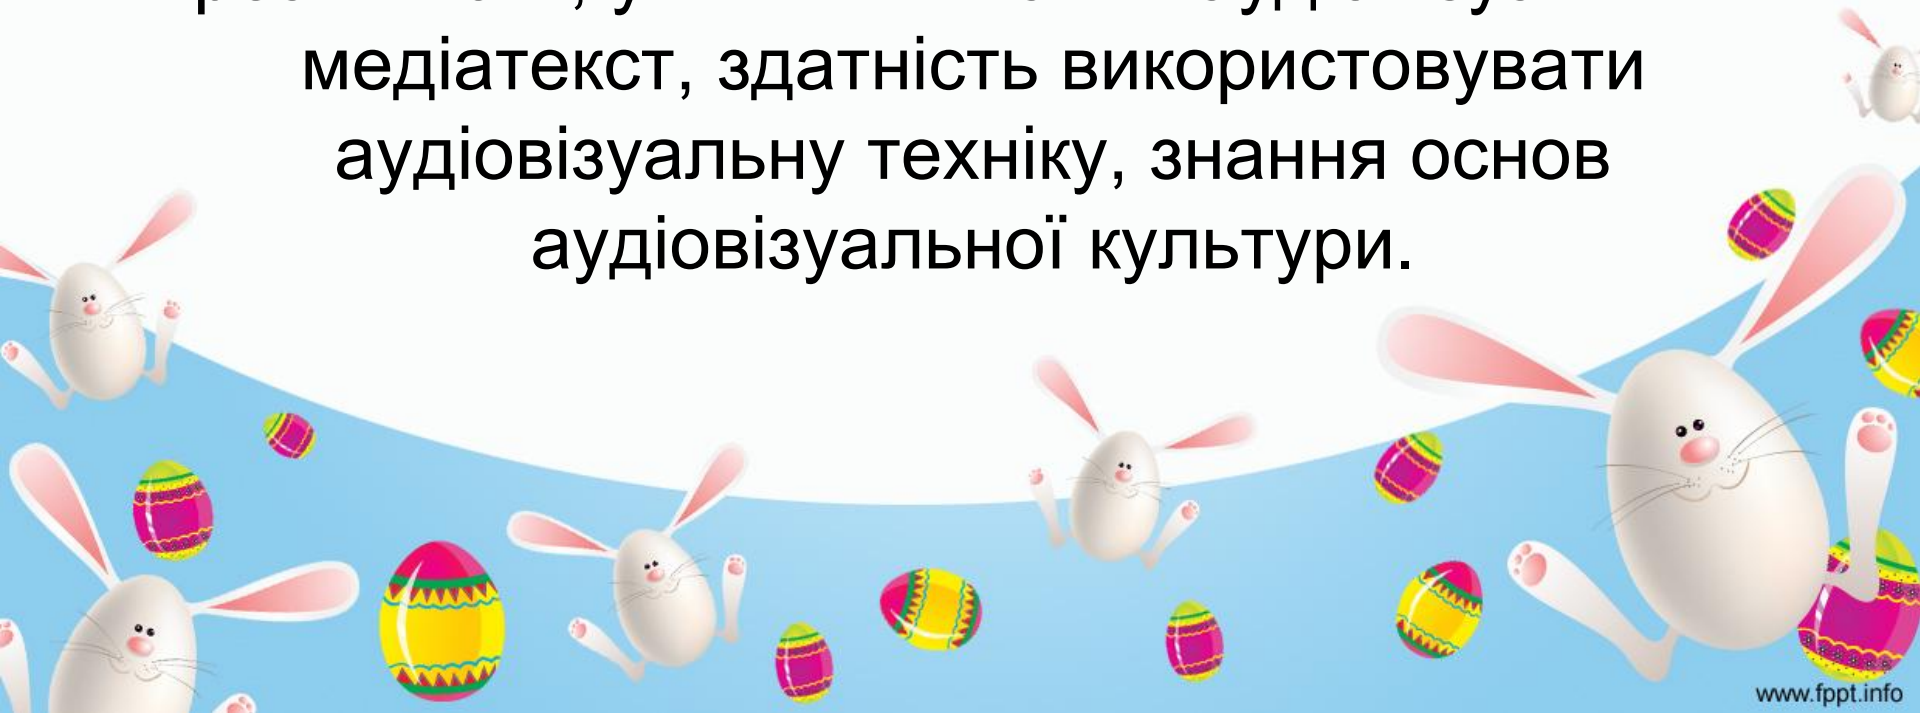 медіатекст, здатність використовувати
аудіовізуальну техніку, знання основ
аудіовізуальної культури.
www.fppt.info